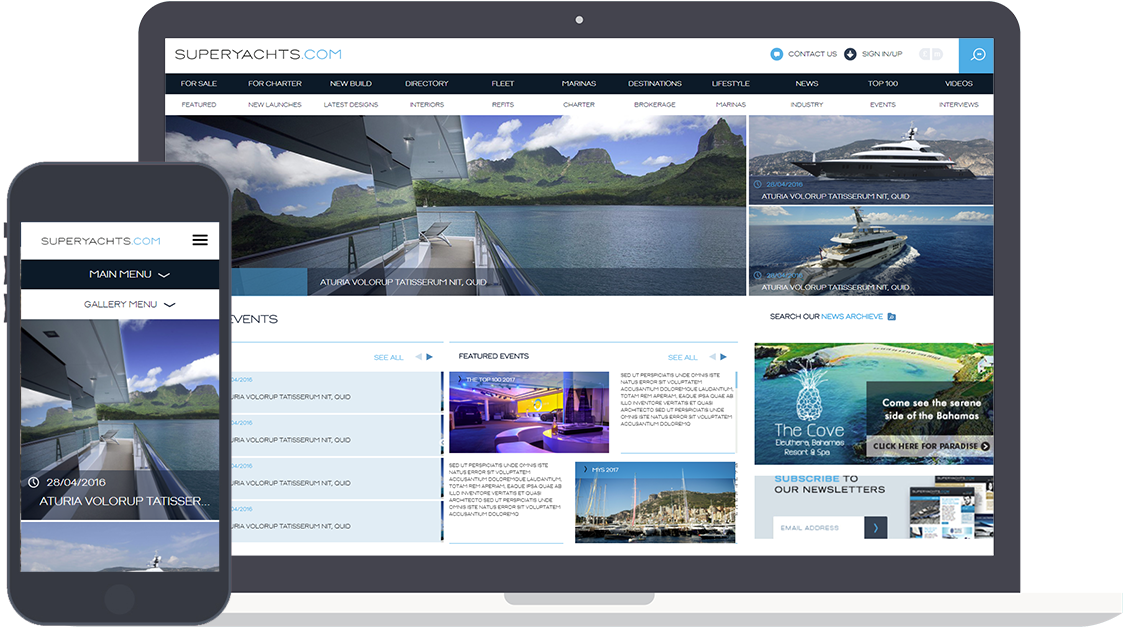 SUPERYACHTS.COM
CONTACT US
SIGN IN/UP
FOR SALE
FOR CHARTER
NEW BUILD
DIRECTORY
FLEET
MARINAS
DESTINATIONS
LIFESTYLE
NEWS
TOP 100
VIDEOS
FEATURED
NEW LAUNCHES
LATEST DESIGNS
INTERIORS
REFITS
CHARTER
BROKERAGE
MARINAS
INDUSTRY
EVENTS
INTERVIEWS
28/04/2016
ATURIA VOLORUP TATISSERUM NIT, QUID
28/04/2016
ATURIA VOLORUP TATISSERUM NIT, QUID
ATURIA VOLORUP TATISSERUM NIT, QUID
EVENTS
SEARCH OUR NEWS ARCHIEVE
SEE ALL
04/2016
URIA VOLORUP TATISSERUM NIT, QUID
04/2016
URIA VOLORUP TATISSERUM NIT, QUID
04/2016
URIA VOLORUP TATISSERUM NIT, QUID
04/2016
URIA VOLORUP TATISSERUM NIT, QUID
FEATURED EVENTS
SEE ALL
THE TOP 100 2017
SED UT PERSPICIATIS UNDE OMNIS ISTE
NATUS ERROR SIT VOLUPTATEM
ACCUSANTIUM DOLOREMQUE LAUDANTIUM,
TOTAM REM APERIAM, EAQUE IPSA QUAE AB
ILLO INVENTORE VERITATIS ET QUASI
ARCHITECTO SED UT PERSPICIATIS UNDE
OMNIS ISTE NATUS ERROR SIT VOLUPTATEM
ACCUSANTIUM DOLOREMQ
SED UT PERSPICIATIS UNDE OMNIS ISTE
NATUS ERROR SIT VOLUPTATEM
ACCUSANTIUM DOLOREMQUE LAUDANTIUM,
TOTAM REM APERIAM, EAQUE IPSA QUAE AB
ILLO INVENTORE VERITATIS ET QUASI
ARCHITECTO SED UT PERSPICIATIS UNDE
OMNIS ISTE NATUS ERROR SIT VOLUPTATEM
ACCUSANTIUM DOLOREMQ
MYS 2017
The Cove
Eleuthera, Bahamas
Resort & Spa
Come see the serene
side of the Bahamas
CLICK HERE FOR PARADISE
SUBSCRIBE TO
OUR NEWSLETTERS
EMAIL ADDRESS
SUPERYACHTS.COM
MAIN MENU
GALLERY MENU
28/04/2016
ATURIA VOLORUP TATISSER...